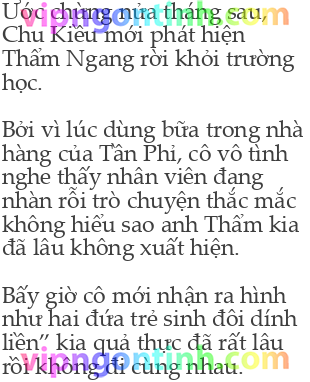 Ước chừng nửa tháng sau,
Chu Kiều mới phát hiện
Thẩm Ngang rời khỏi trường
học.
Bởi vì lúc dùng bữa trong nhà
hàng của Tần Phỉ, cô vô tình
nghe thấy nhân viên đang
nhàn rỗi trò chuyện thắc mắc
không hiểu sao anh Thẩm kia
đã lâu không xuất hiện.
Bấy giờ cô mới nhận ra hình
như hai đứa trẻ sinh đôi dính
liền” kia quả thực đã rất lâu
rồi không đi cùng nhau.
vipngontinh.com
vipngontinh.com